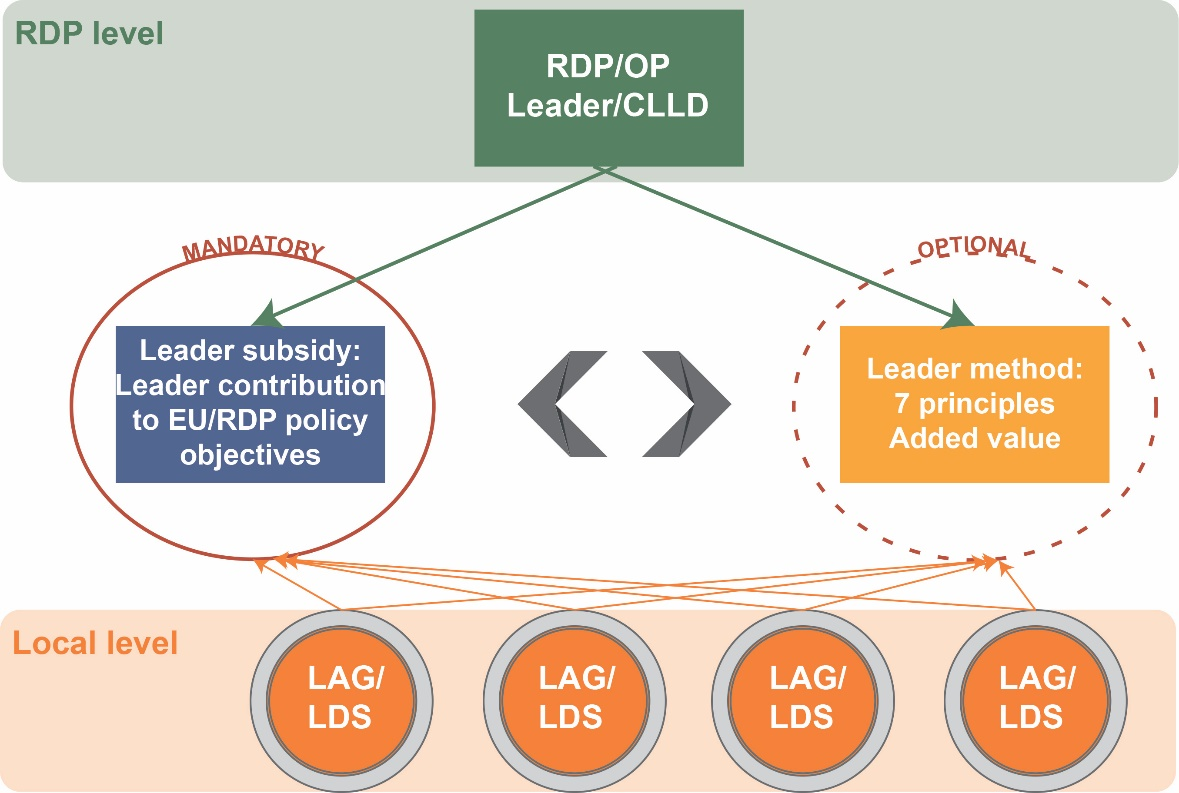 RDP level
RDP/OP
Leader/CLLD
MANDATORY
OPTIONAL
Leader subsidy:
Leader contribution
to EU/RDP policy
objectives
Leader method:
7 principles
Added value
Local level
LAG/
LDS
LAG/
LDS
LAG/
LDS
LAG/
LDS